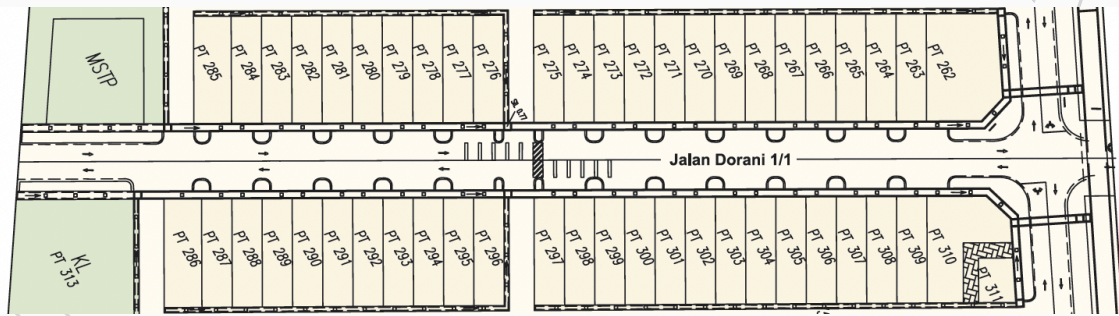 MSTP
PT 285
PT 284
PT 283
PT 282
PT 281
PT 280
PT 279
PT 278
PT 277
PT 276
PT 275
PT 274
PT 273
PT 272
PT 271
PT 270
PT 269
PT 268
PT 267
PT 266
PT 265
PT 264
PT 263
PT 262
Jalan Dorani 1/1
KL
PT 313
PT 286
PT 287
PT 288
PT 289
PT 290
PT 291
PT 292
PT 293
PT 294
PT 295
PT 296
PT 297
PT 298
PT 299
PT 300
PT 301
PT 302
PT 303
PT 304
PT 305
PT 306
PT 307
PT 308
PT 309
PT 310
PT 311